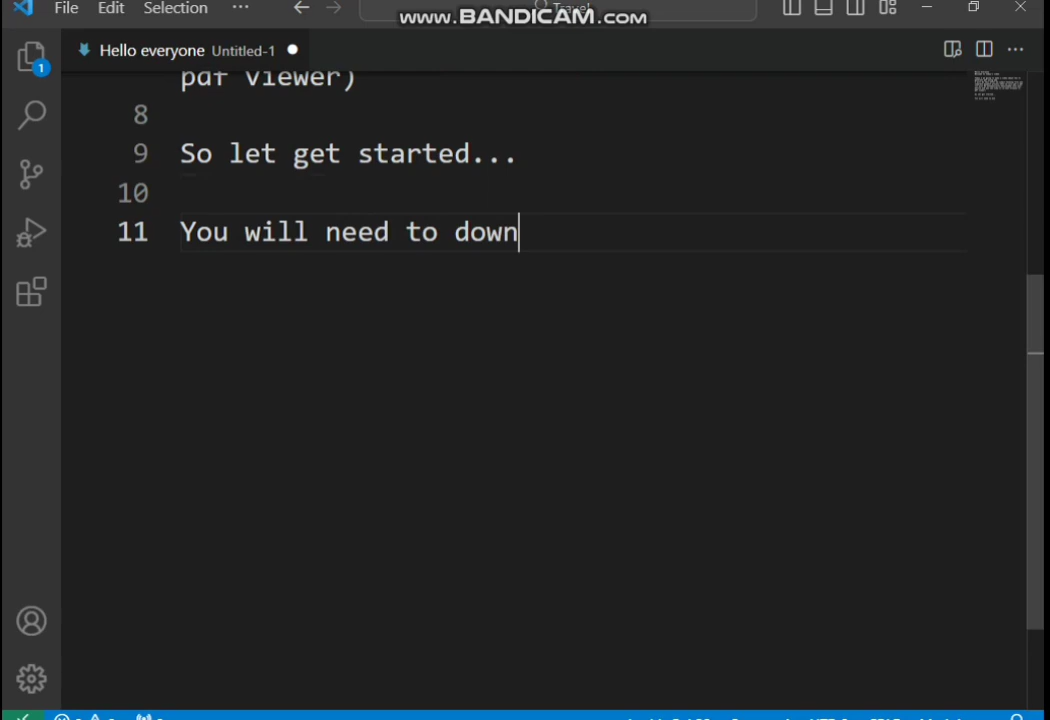 File Edit Selection ...
www.BANDICAM.com
1
Hello everyone Untitled-1
pdf viewer)
8
9 So let get started...
10
11 You will need to down